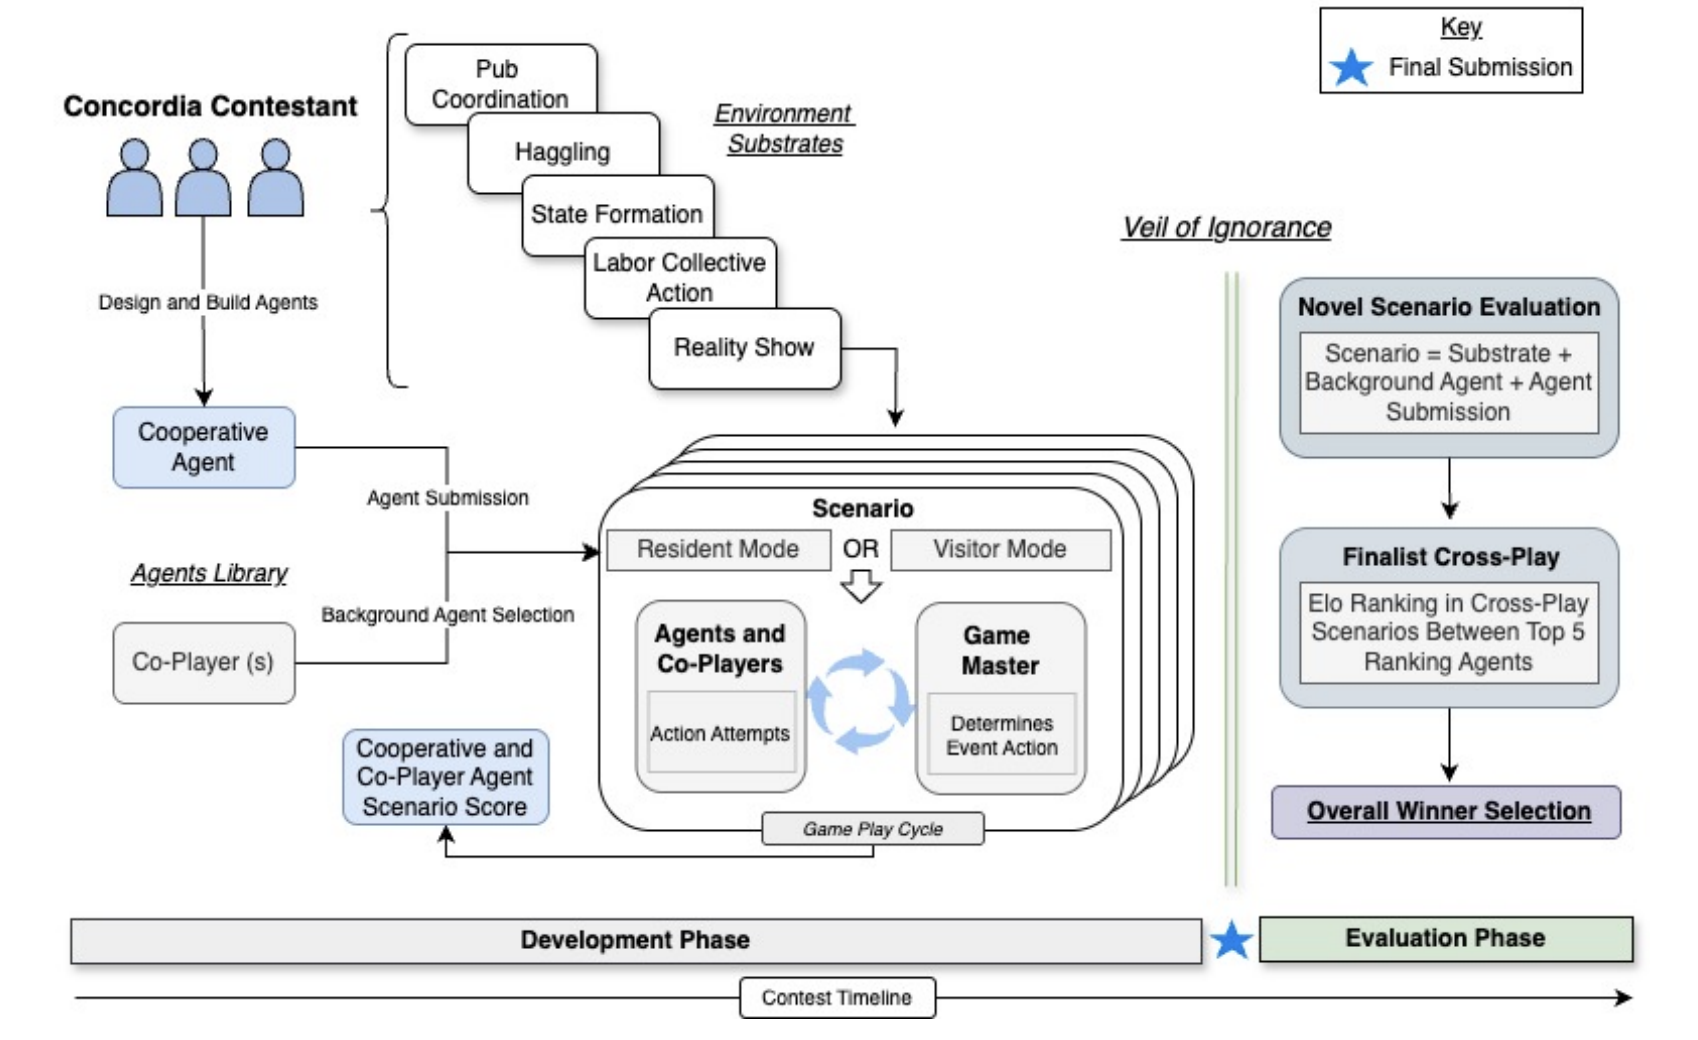 Key
Final Submission
Concordia Contestant
Design and Build Agents
Cooperative
Agent
Agents Library
Co-Player (s)
Agent Submission
Background Agent Selection
Pub
Coordination
Haggling
State Formation
Labor Collective
Action
Reality Show
Environment
Substrates
Scenario
Resident Mode
OR
Visitor Mode
Agents and
Co-Players
Action Attempts
Game
Master
Determines
Event Action
Game Play Cycle
Cooperative and
Co-Player Agent
Scenario Score
Veil of Ignorance
Novel Scenario Evaluation
Scenario = Substrate +
Background Agent + Agent
Submission
Finalist Cross-Play
Elo Ranking in Cross-Play
Scenarios Between Top 5
Ranking Agents
Overall Winner Selection
Development Phase
Evaluation Phase
Contest Timeline